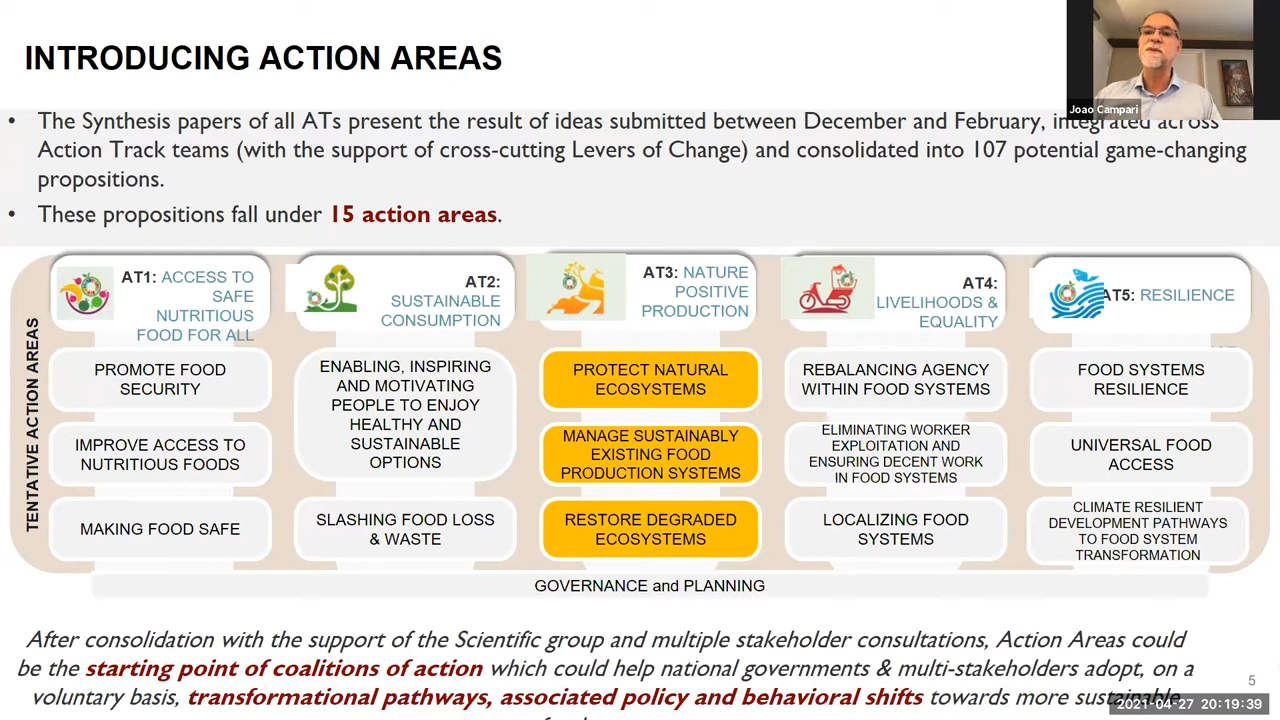 INTRODUCING ACTION AREAS
Joao Campari
• The Synthesis papers of all ATs present the result of ideas submitted between December and February, integrated across
Action Track teams (with the support of cross-cutting Levers of Change) and consolidated into 107 potential game-changing
propositions.
• These propositions fall under 15 action areas.
TENTATIVE ACTION AREAS
AT1: ACCESS TO
SAFE
NUTRITIOUS
FOOD FOR ALL
PROMOTE FOOD
SECURITY
IMPROVE ACCESS TO
NUTRITIOUS FOODS
MAKING FOOD SAFE
AT2:
SUSTAINABLE
CONSUMPTION
ENABLING, INSPIRING
AND MOTIVATING
PEOPLE TO ENJOY
HEALTHY AND
SUSTAINABLE
OPTIONS
SLASHING FOOD LOSS
& WASTE
AT3: NATURE
POSITIVE
PRODUCTION
PROTECT NATURAL
ECOSYSTEMS
MANAGE SUSTAINABLY
EXISTING FOOD
PRODUCTION SYSTEMS
RESTORE DEGRADED
ECOSYSTEMS
AT4:
LIVELIHOODS &
EQUALITY
REBALANCING AGENCY
WITHIN FOOD SYSTEMS
ELIMINATING WORKER
EXPLOITATION AND
ENSURING DECENT WORK
IN FOOD SYSTEMS
LOCALIZING FOOD
SYSTEMS
AT5: RESILIENCE
FOOD SYSTEMS
RESILIENCE
UNIVERSAL FOOD
ACCESS
CLIMATE RESILIENT
DEVELOPMENT PATHWAYS
TO FOOD SYSTEM
TRANSFORMATION
GOVERNANCE and PLANNING
After consolidation with the support of the Scientific group and multiple stakeholder consultations, Action Areas could
be the starting point of coalitions of action which could help national governments & multi-stakeholders adopt, on a
voluntary basis, transformational pathways, associated policy and behavioral shifts towards more sustainable
5
2021-04-27 20:19:39